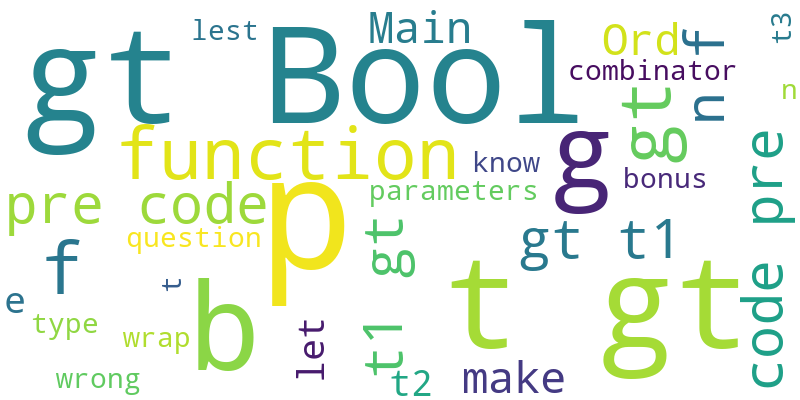 gt Bool
lest
Main
Ord
n f
t3
combinator
n
function
gt
g
know
bonus
pre code
p
parameters
code pre
question
gt t1
t1 gt
f
t
b
t gt
e
type
wrap
let
wrong
t2
make